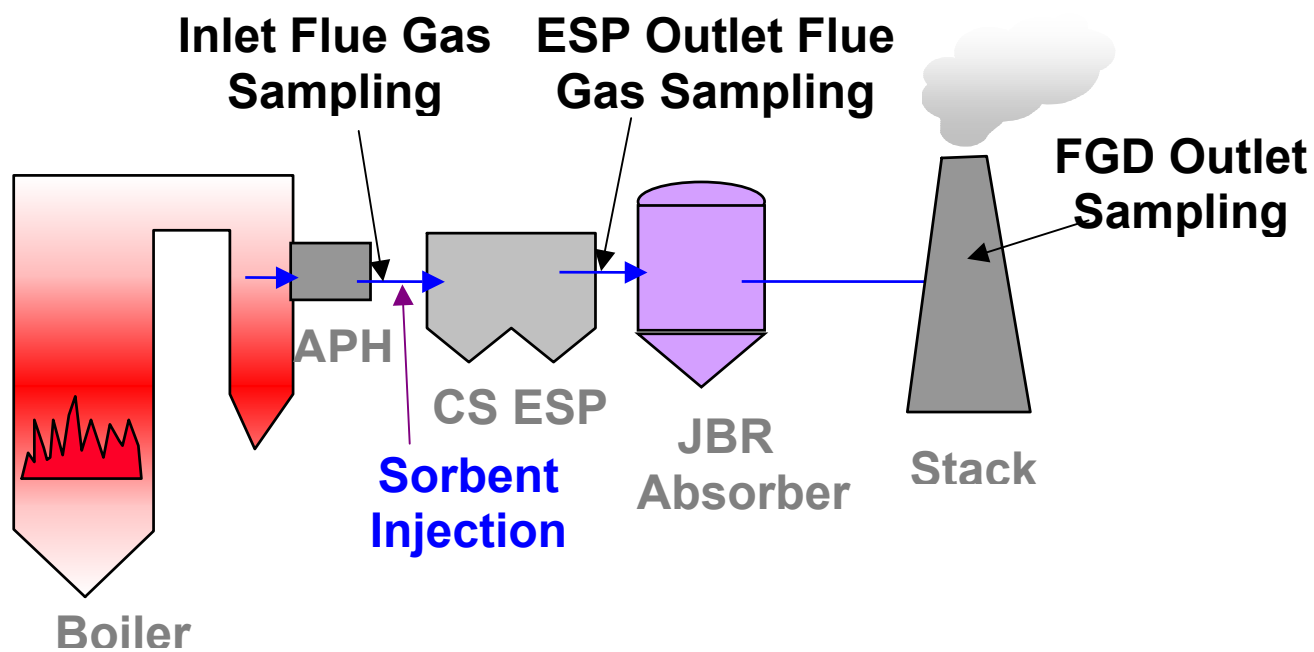 Inlet Flue Gas
Sampling
ESP Outlet Flue
Gas Sampling
FGD Outlet
Sampling
APH
CS ESP
JBR
Absorber
Stack
Sorbent
Injection
Boiler